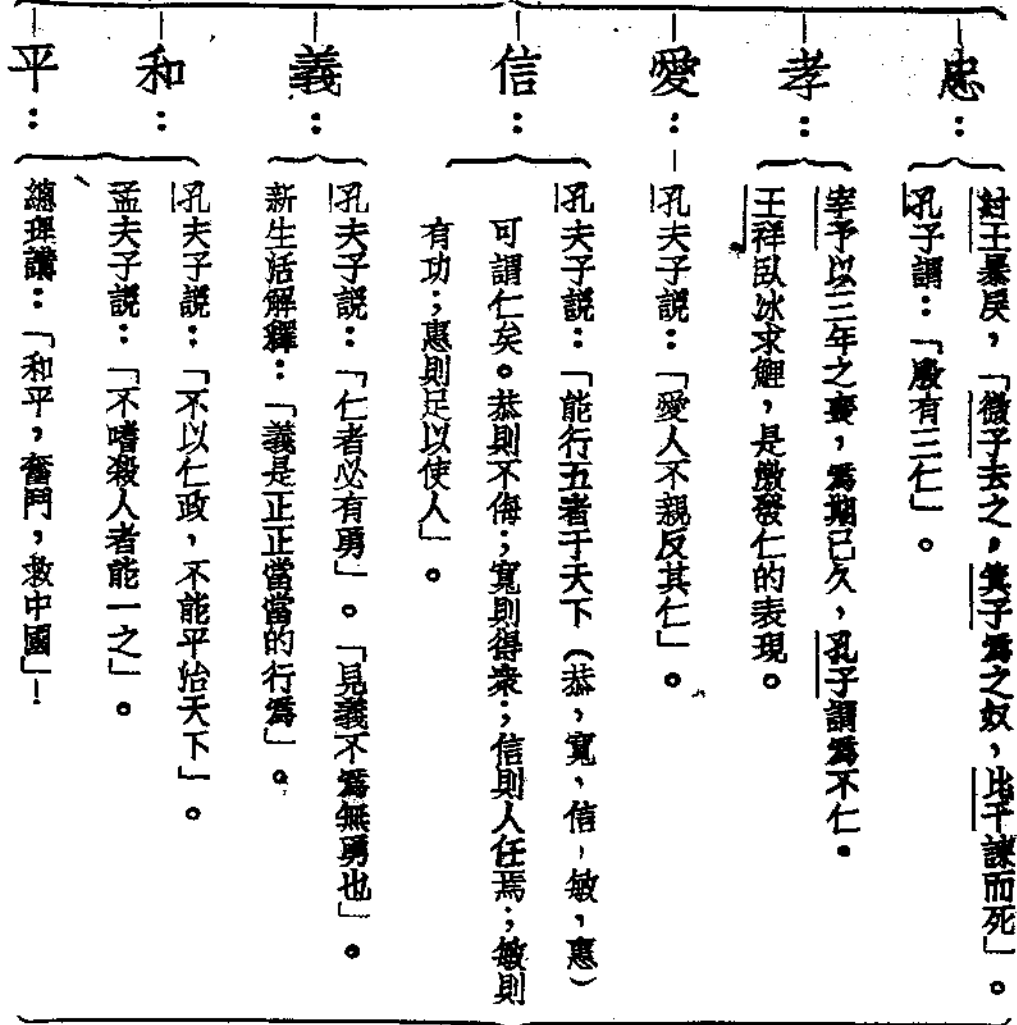 忠：
紂王暴戾，「微子去之，箕子爲之奴，比干諫而死」。
孔子謂：「殷有三仁」。
孝：
宰予以三年之喪，爲期已久，孔子謂爲不仁。
王祥臥冰求鯉，是激發仁的表現。
愛：
孔夫子説：「愛人不親反其仁」。
信：
孔夫子説：「能行五者于天下（恭，寬，信，敏，惠）
可謂仁矣。恭則不侮；寬則得衆；信則人任焉；敏則
有功；惠則足以使人」。
義：
孔夫子説：「仁者必有勇」。「見義不爲無勇也」。
新生活解釋：「義是正正當當的行爲」。
和：
平：
孔夫子説：「不以仁政，不能平治天下」。
孟夫子説：「不嗜殺人者能一之」。
總理講：「和平，奮鬥，救中國」！